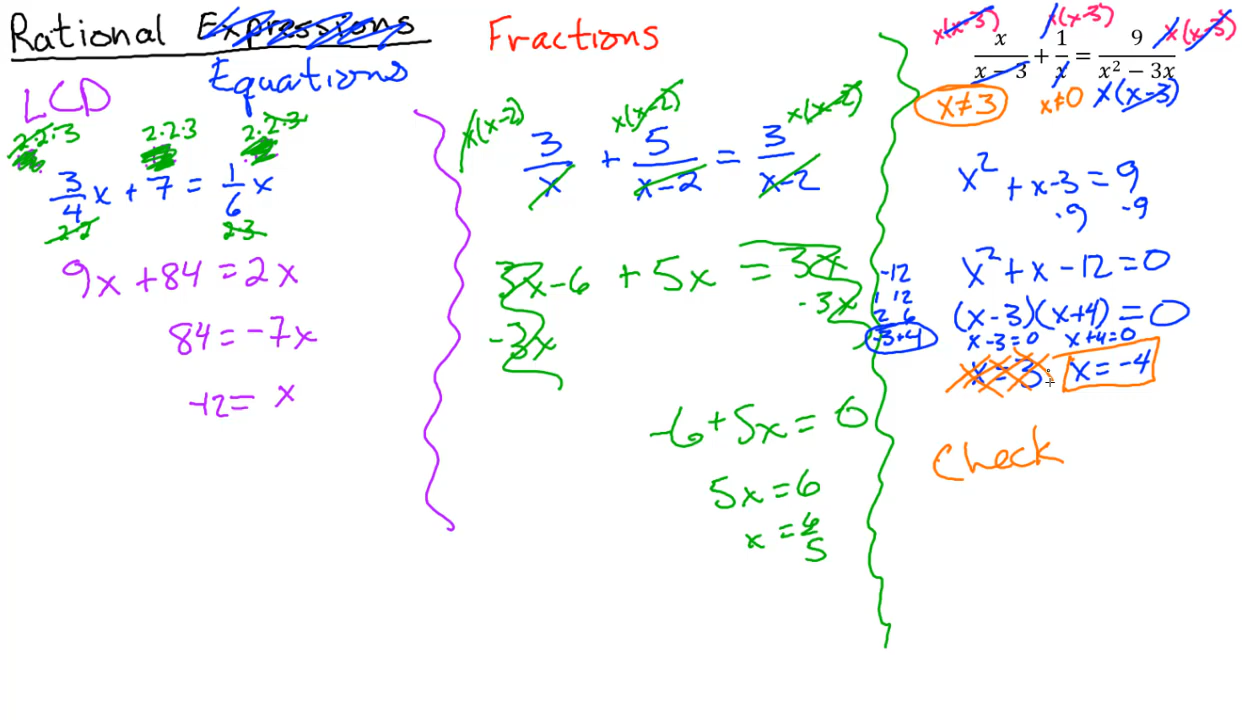 Rational Expressions Fractions
Equations
LCD
2·2·3 2·2·3 2·2·3
3/4 x + 7 = 1/6 x
2·2 2·3
9x + 84 = 2x
84 = -7x
-12 = x
x(x-2) x(x-2) x(x-2)
3/x + 5/(x-2) = 3/(x-2)
3x - 6 + 5x = 3x
-3x -3x
-6 + 5x = 0
5x = 6
x = 6/5
x(x-3) x(x-3) x(x-3)
x/(x − 3) + 1/x = 9/(x² − 3x)
x≠3 x≠0 x(x-3)
x² + x - 3 = 9
-9 -9
x² + x - 12 = 0
-12
1 12
2 6
-3+4
(x-3)(x+4) = 0
x-3=0 x+4=0
x = 3 x = -4
Check